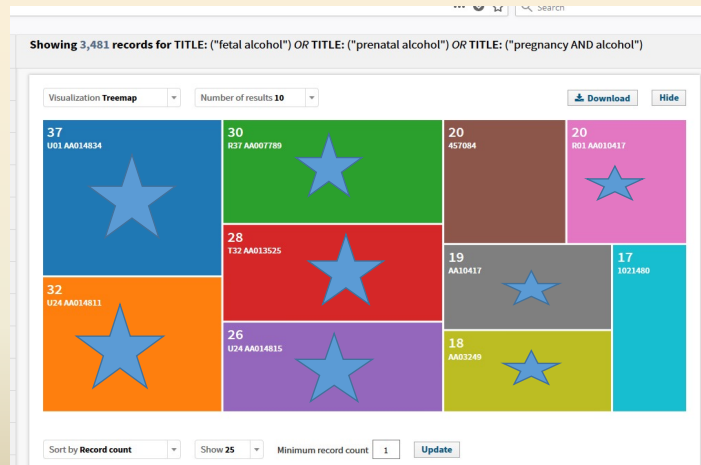 Search
Showing 3,481 records for TITLE: ("fetal alcohol") OR TITLE: ("prenatal alcohol") OR TITLE: ("pregnancy AND alcohol")
Visualization Treemap
Number of results 10
Download
Hide
37
U01 AA014834
30
R37 AA007789
20
457084
20
R01 AA010417
28
T32 AA013525
19
AA10417
17
1021480
32
U24 AA014811
26
U24 AA014815
18
AA03249
Sort by Record count
Show 25
Minimum record count 1
Update